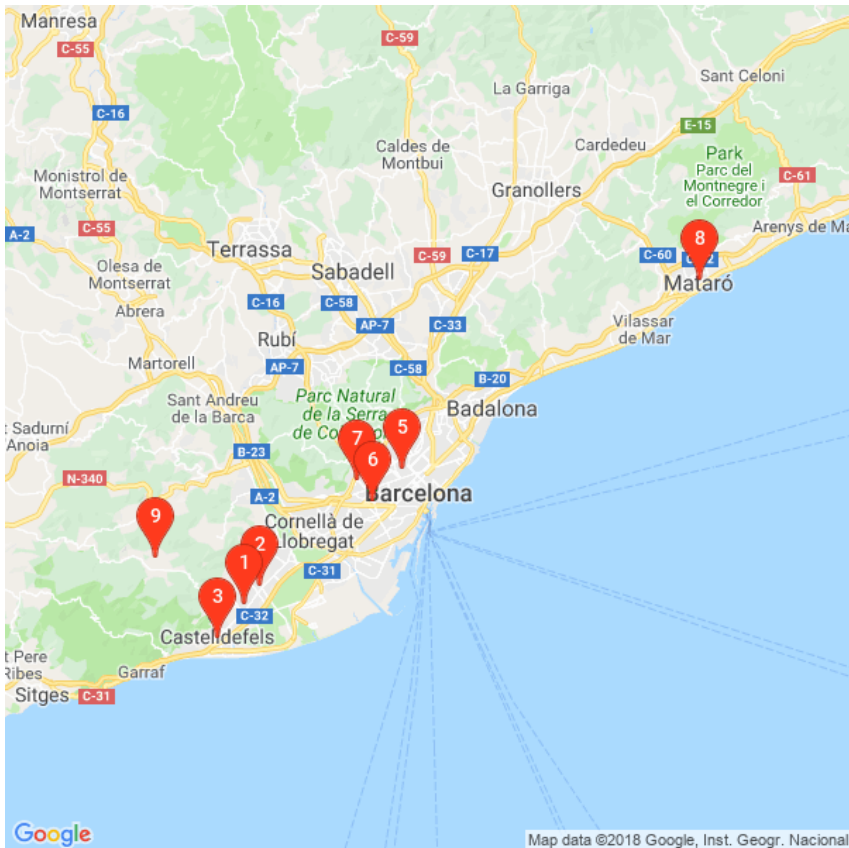 Manresa
C-55
C-59
La Garriga
Sant Celoni
C-16
E-15
Caldes de
Montbui
Cardedeu
Park
Parc del
Montnegre i
el Corredor
Monistrol de
Montserrat
Granollers
C-61
C-55
A-2
Arenys de Ma
Terrassa
8
C-59
C-17
C-60
Olesa de
Montserrat
Sabadell
Mataró
C-16
C-58
Abrera
AP-7
C-33
Vilassar
de Mar
Rubí
Martorell
AP-7
C-58
B-20
Sant Andreu
de la Barca
Parc Natural
de la Serra
Badalona
t Sadurní
Anoia
5
7
B-23
6
N-340
A-2
Barcelona
9
Cornellà de
Llobregat
2
1
C-31
3
C-32
Castelldefels
t Pere
Ribes
Garraf
Sitges
C-31
Google
Map data ©2018 Google, Inst. Geogr. Nacional